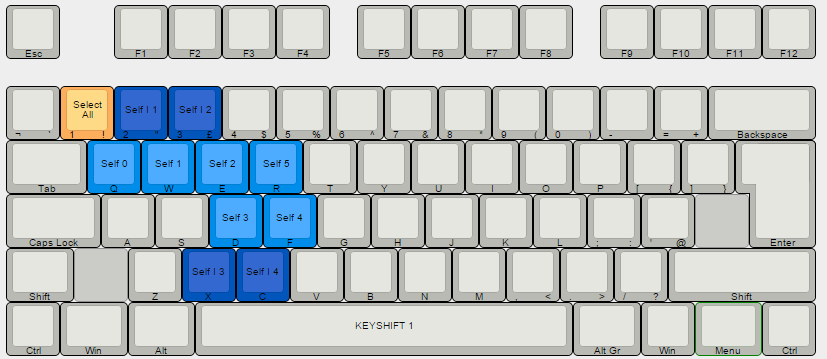 Esc F1 F2 F3 F4 F5 F6 F7 F8 F9 F10 F11 F12
Select
All
Self I 1 Self I 2
¬ ` 1 ! 2 " 3 £ 4 $ 5 % 6 ^ 7 & 8 * 9 ( 0 ) - = + Backspace
Self 0 Self 1 Self 2 Self 5
Tab Q W E R T Y U I O P [ { ] }
Self 3 Self 4
Caps Lock A S D F G H J K L ; : ' @ Enter
Self I 3 Self I 4
Shift Z X C V B N M , < . > / ? Shift
KEYSHIFT 1
Ctrl Win Alt Alt Gr Win Menu Ctrl